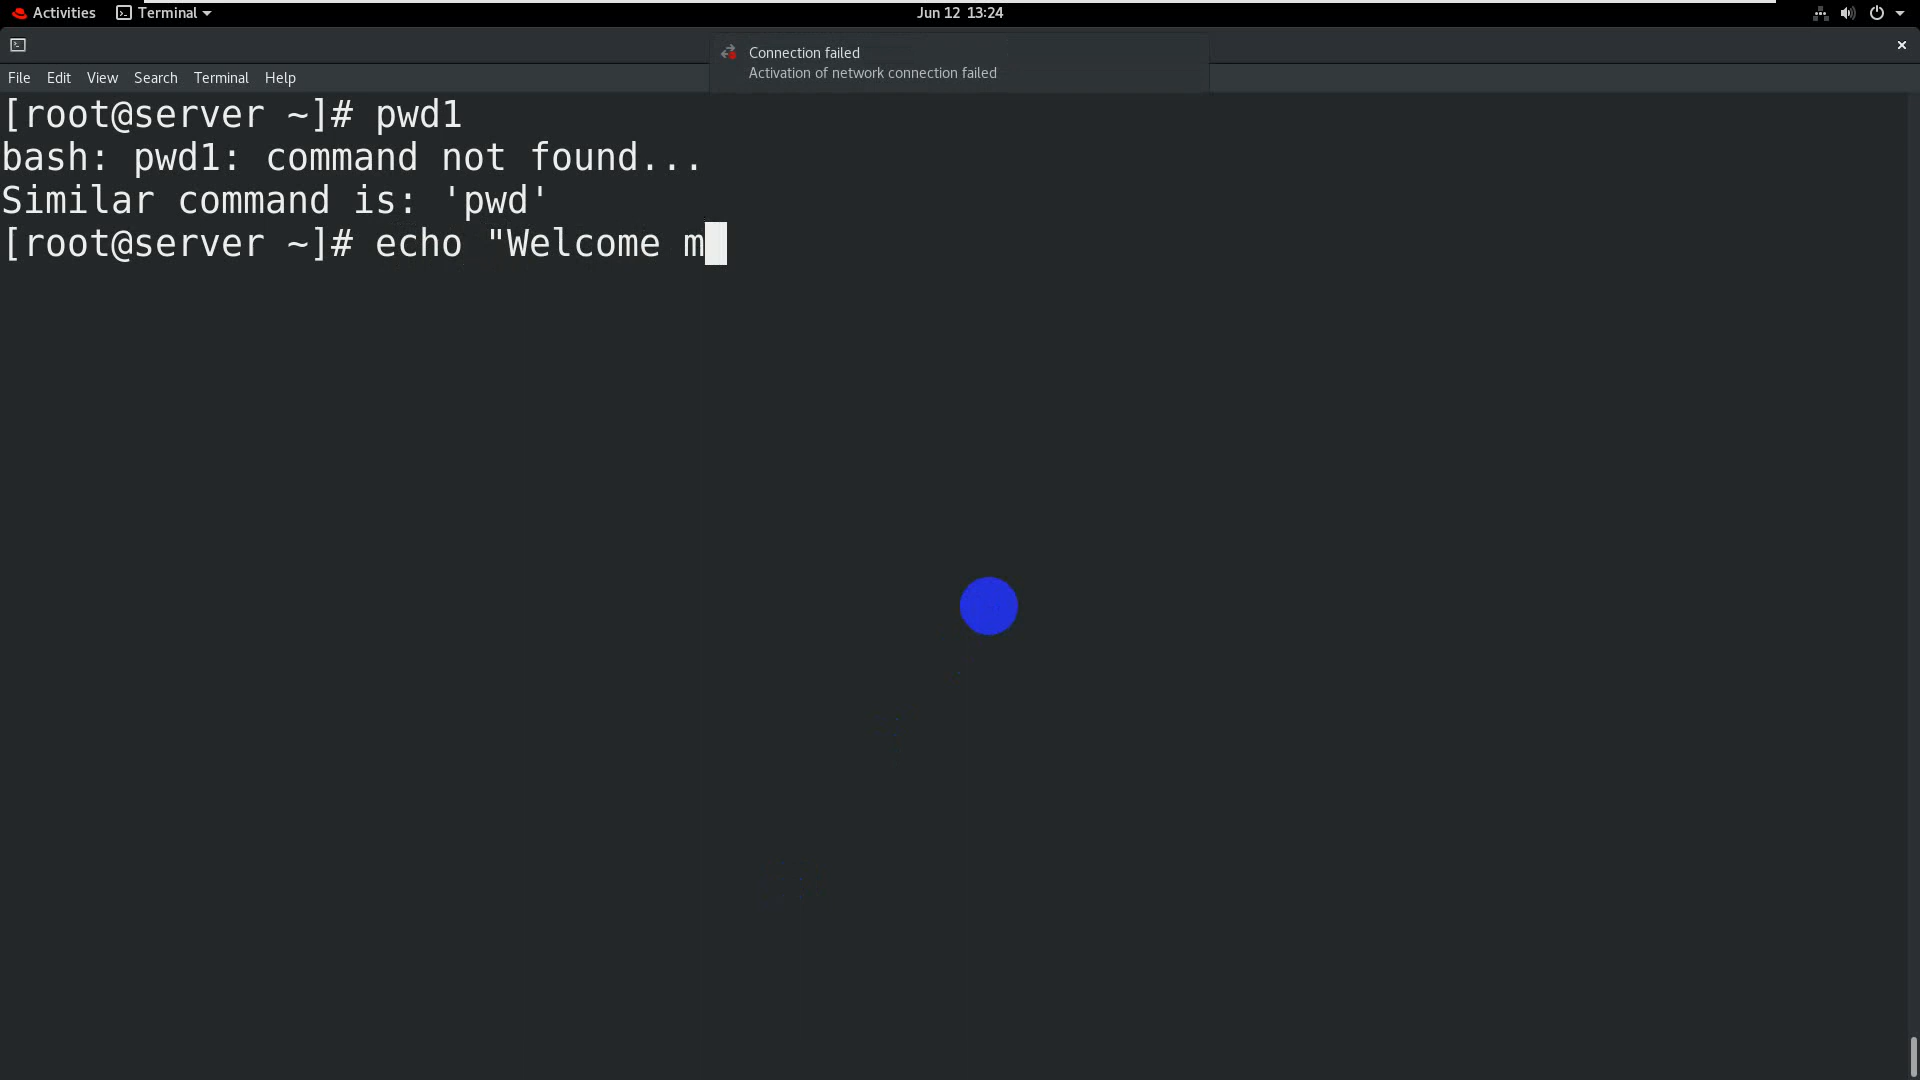 Activities Terminal Jun 12 13:24
Connection failed
Activation of network connection failed
File Edit View Search Terminal Help
[root@server ~]# pwd1
bash: pwd1: command not found...
Similar command is: 'pwd'
[root@server ~]# echo "Welcome m